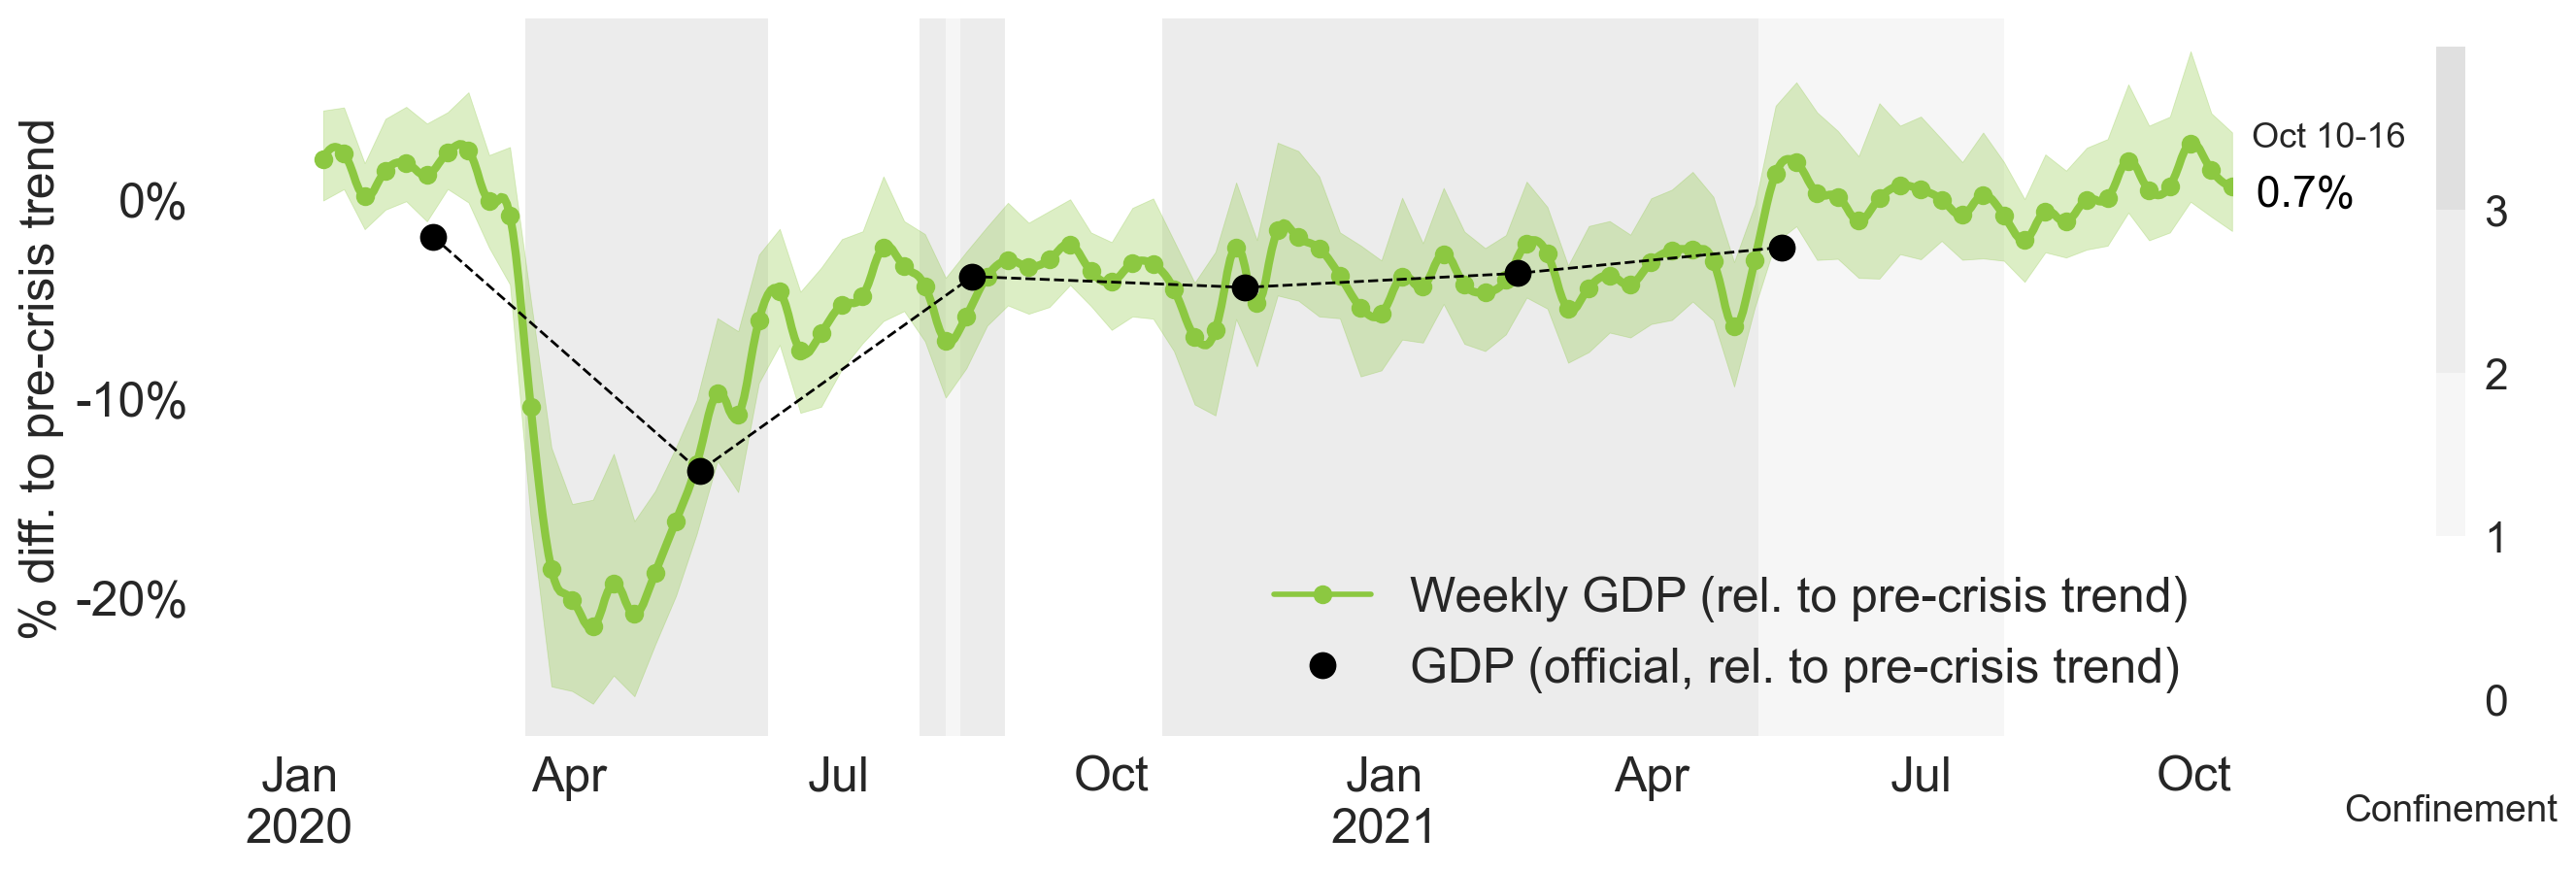 % diff. to pre-crisis trend
0%
-10%
-20%
Oct 10-16
0.7%
3
2
1
0
Weekly GDP (rel. to pre-crisis trend)
GDP (official, rel. to pre-crisis trend)
Jan Apr Jul Oct Jan Apr Jul Oct
2020 2021
Confinement